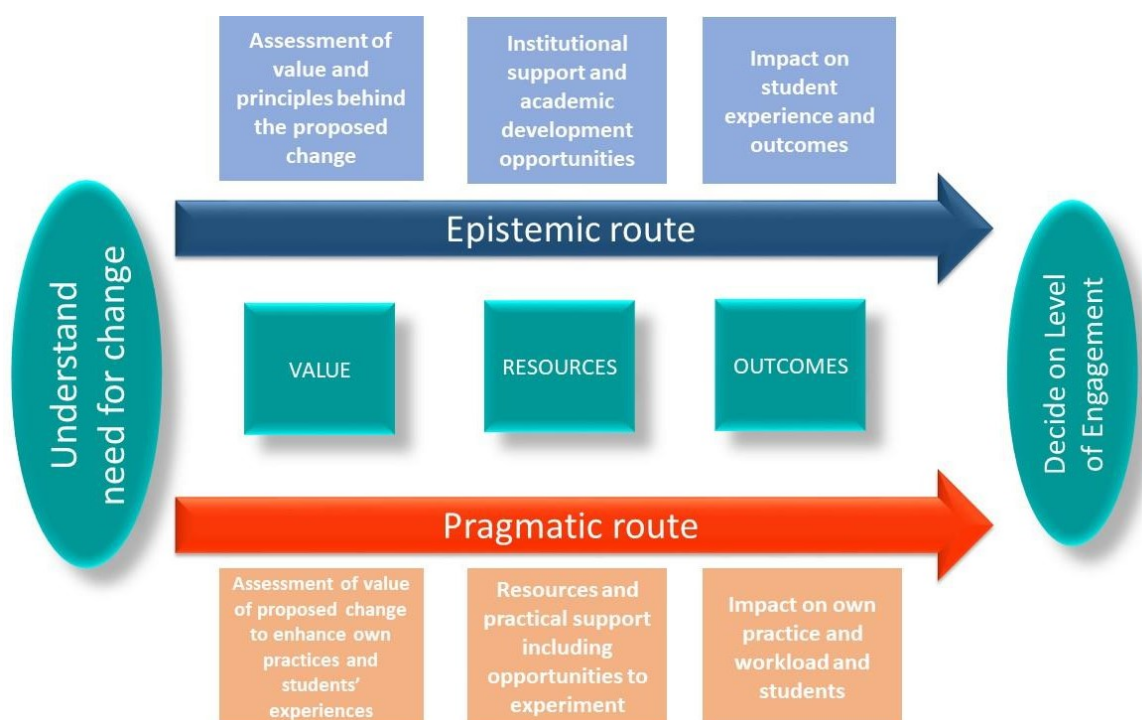 Assessment of
value and
principles behind
the proposed
change
Institutional
support and
academic
development
opportunities
Impact on
student
experience and
outcomes
Epistemic route
Understand
need for change
VALUE
RESOURCES
OUTCOMES
Decide on Level
of Engagement
Pragmatic route
Assessment of value
of proposed change
to enhance own
practices and
students’
experiences
Resources and
practical support
including
opportunities to
experiment
Impact on own
practice and
workload and
students